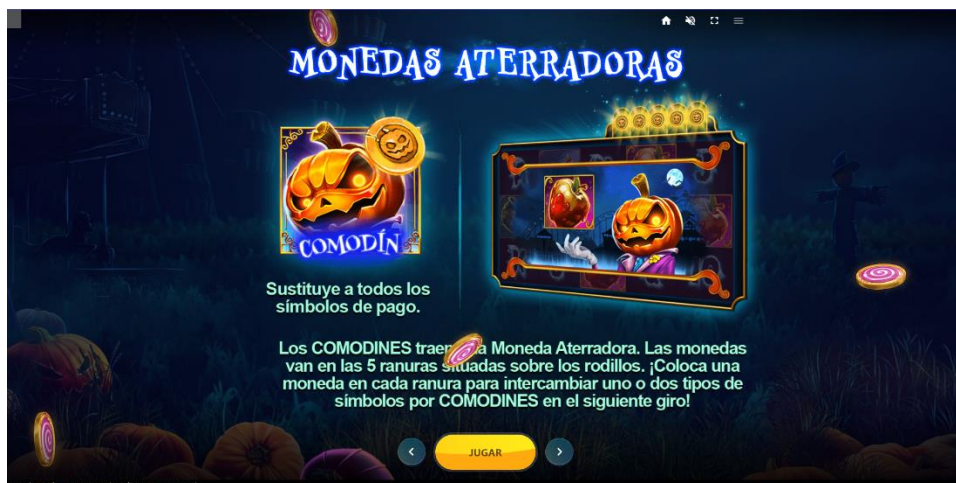 MONEDAS ATERRADORAS
COMODÍN
Sustituye a todos los
símbolos de pago.
Los COMODINES traen a Moneda Aterradora. Las monedas
van en las 5 ranuras situadas sobre los rodillos. ¡Coloca una
moneda en cada ranura para intercambiar uno o dos tipos de
símbolos por COMODINES en el siguiente giro!
JUGAR